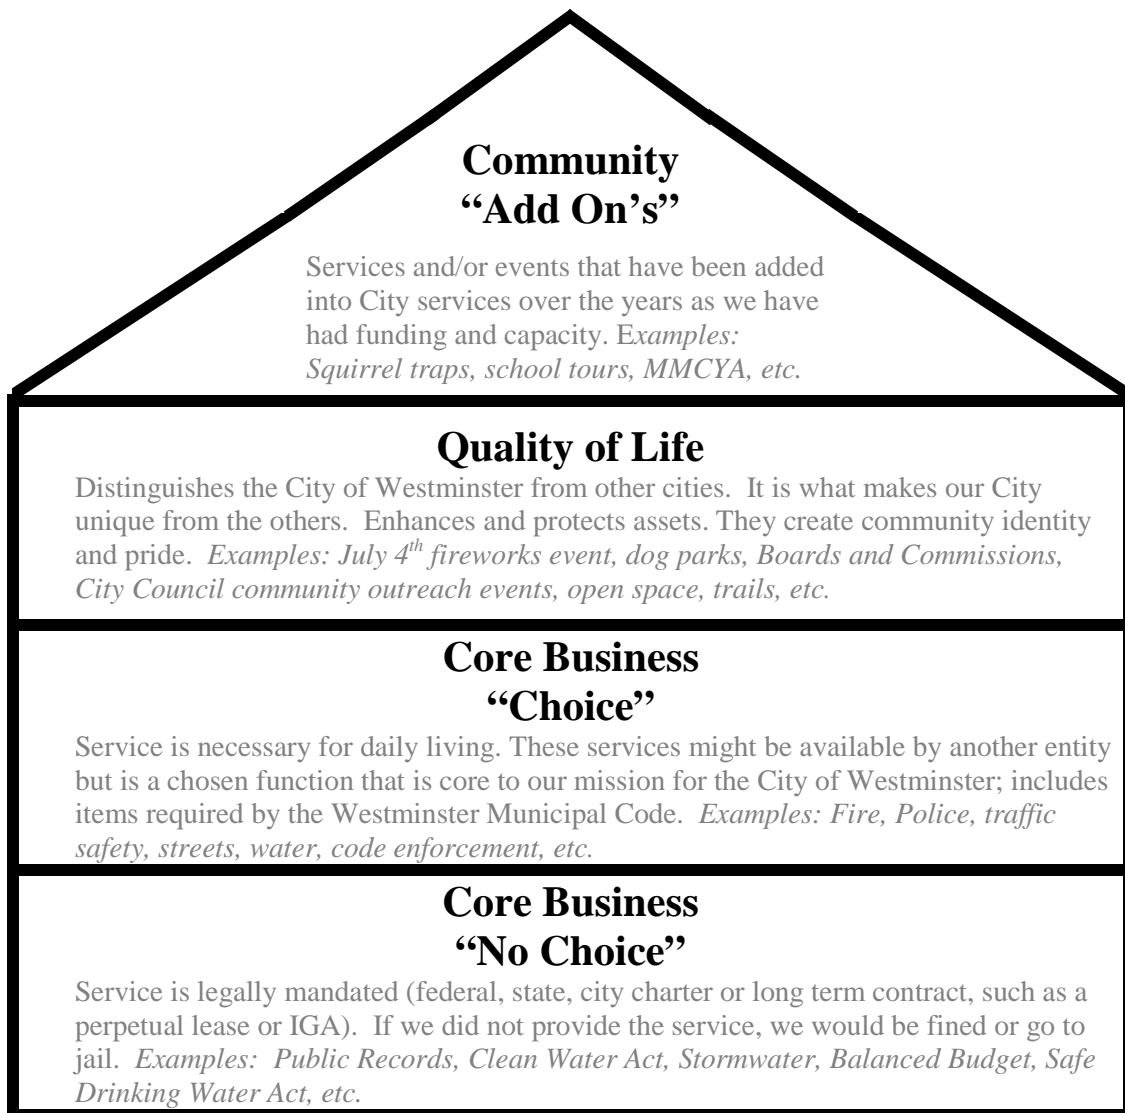 Community
“Add On’s”
Services and/or events that have been added
into City services over the years as we have
had funding and capacity. Examples:
Squirrel traps, school tours, MMCYA, etc.
Quality of Life
Distinguishes the City of Westminster from other cities.  It is what makes our City
unique from the others.  Enhances and protects assets. They create community identity
and pride.  Examples: July 4th fireworks event, dog parks, Boards and Commissions,
City Council community outreach events, open space, trails, etc.
Core Business
“Choice”
Service is necessary for daily living. These services might be available by another entity
but is a chosen function that is core to our mission for the City of Westminster; includes
items required by the Westminster Municipal Code.  Examples: Fire, Police, traffic
safety, streets, water, code enforcement, etc.
Core Business
“No Choice”
Service is legally mandated (federal, state, city charter or long term contract, such as a
perpetual lease or IGA).  If we did not provide the service, we would be fined or go to
jail.  Examples:  Public Records, Clean Water Act, Stormwater, Balanced Budget, Safe
Drinking Water Act, etc.